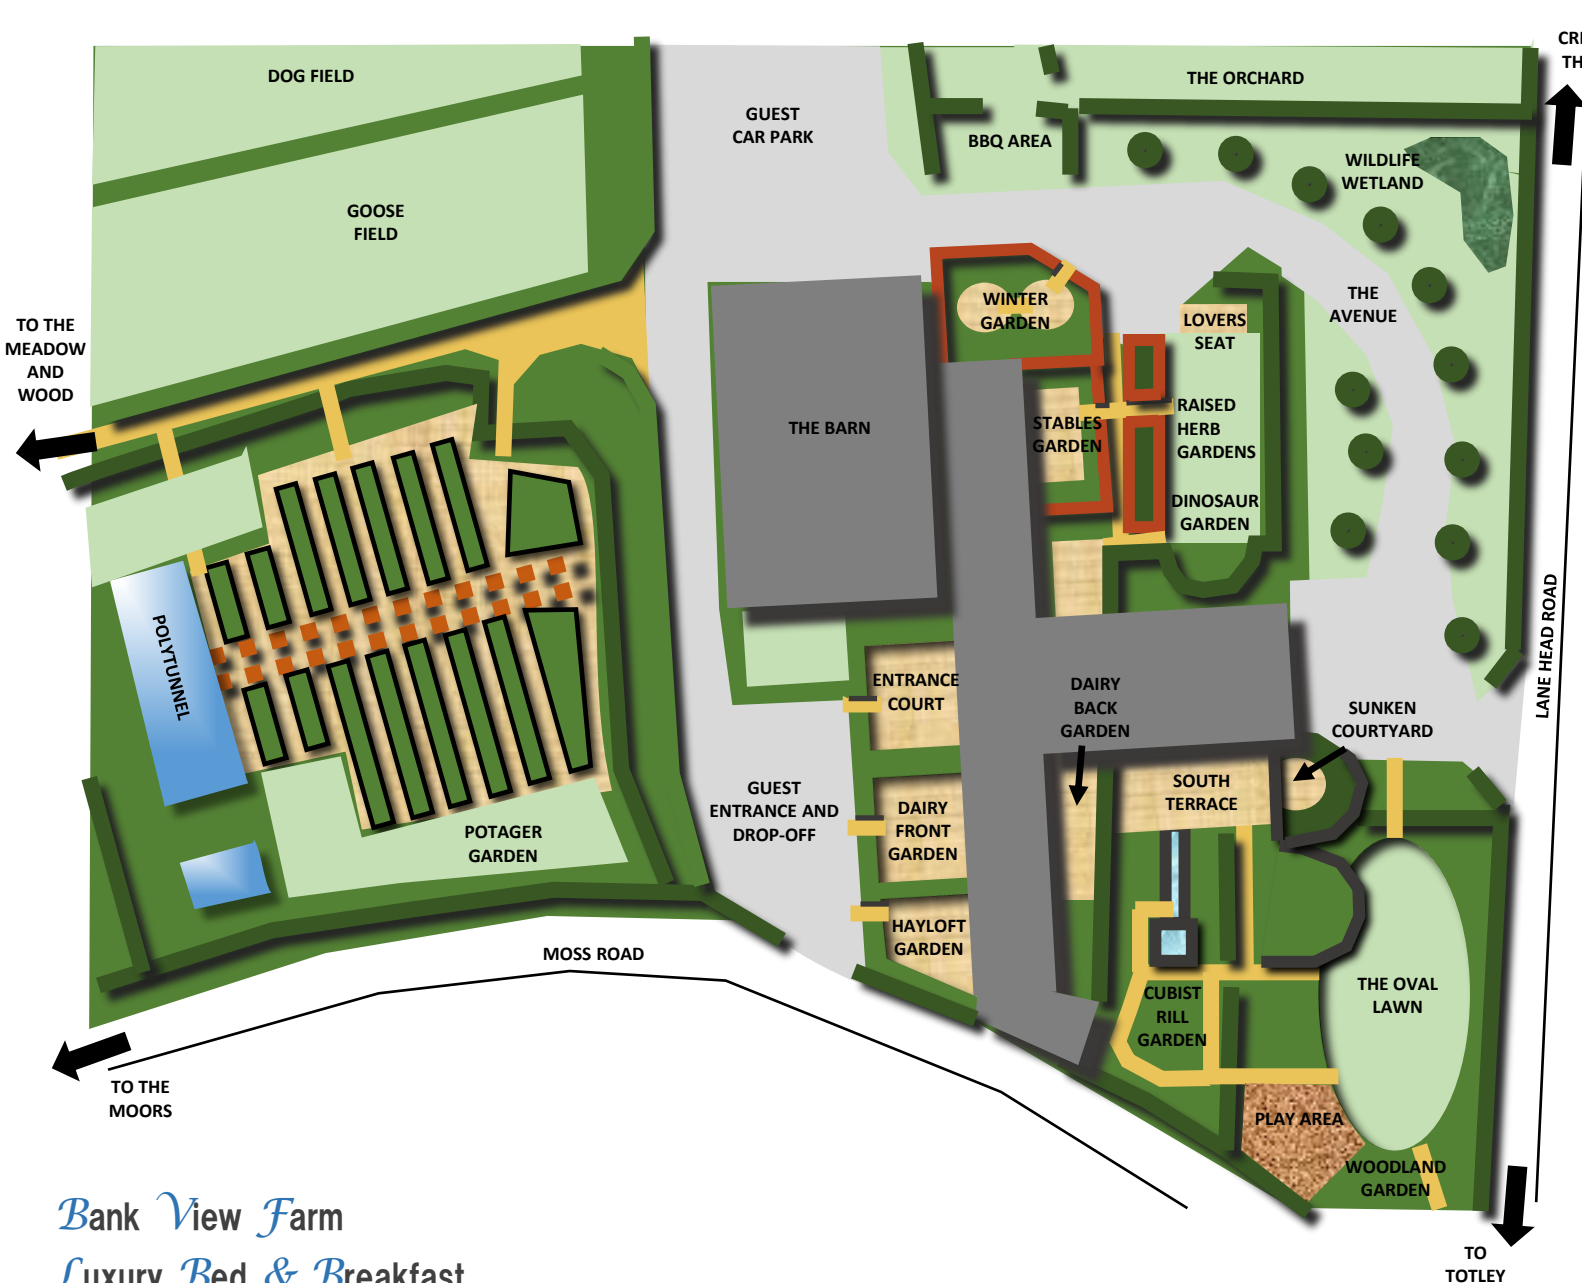 DOG FIELD
GUEST
CAR PARK
THE ORCHARD
BBQ AREA
WILDLIFE
WETLAND
GOOSE
FIELD
TO THE
MEADOW
AND
WOOD
WINTER
GARDEN
LOVERS
SEAT
THE
AVENUE
THE BARN
STABLES
GARDEN
RAISED
HERB
GARDENS
DINOSAUR
GARDEN
POLYTUNNEL
LANE HEAD ROAD
ENTRANCE
COURT
DAIRY
BACK
GARDEN
SUNKEN
COURTYARD
SOUTH
TERRACE
GUEST
ENTRANCE AND
DROP-OFF
DAIRY
FRONT
GARDEN
POTAGER
GARDEN
HAYLOFT
GARDEN
MOSS ROAD
CUBIST
RILL
GARDEN
THE OVAL
LAWN
TO THE
MOORS
PLAY AREA
WOODLAND
GARDEN
TO
TOTLEY
Bank View Farm
Luxury Bed & Breakfast